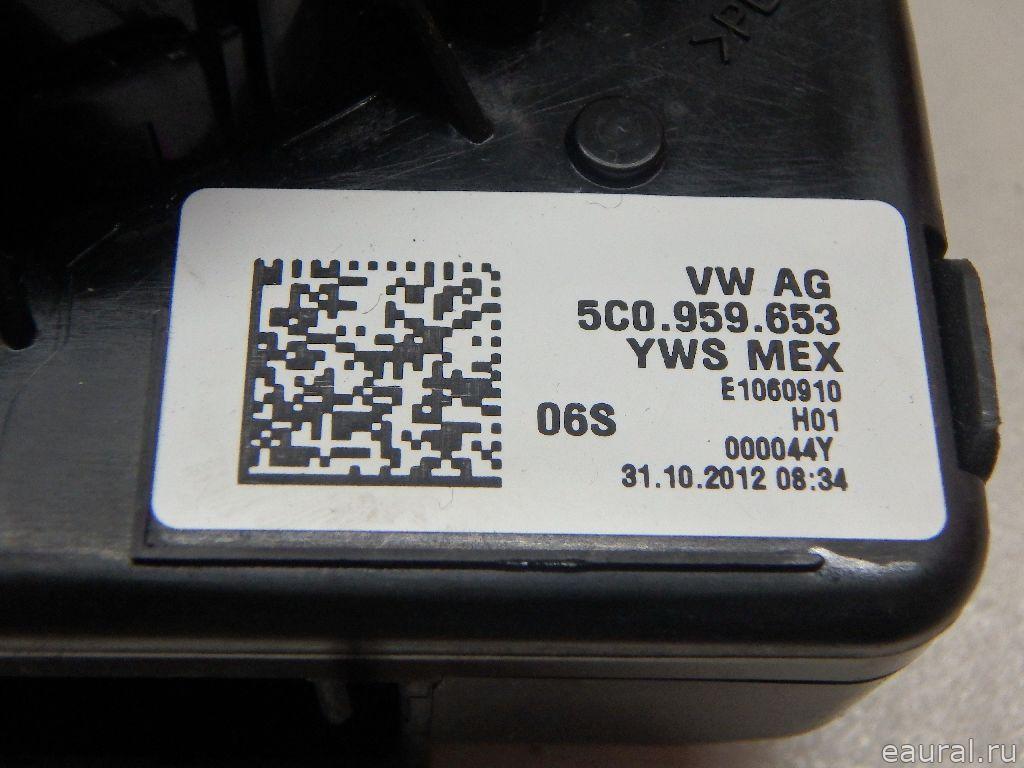 VW AG
5C0.959.653
YWS MEX
E1060910
06S H01
000044Y
31.10.2012 08:34
eaural.ru